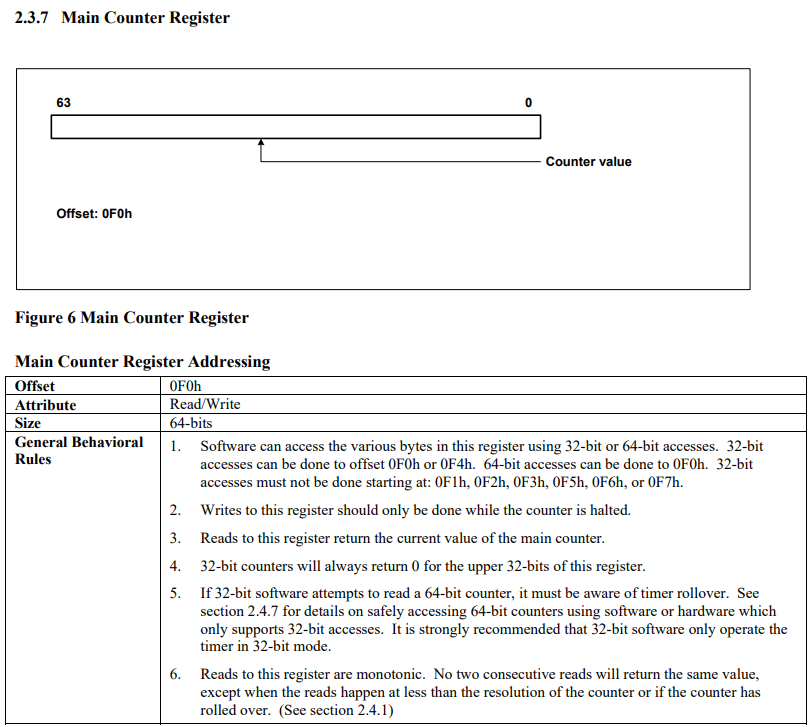 2.3.7 Main Counter Register
63
0
Counter value
Offset: 0F0h
Figure 6 Main Counter Register
Main Counter Register Addressing
Offset 0F0h
Attribute Read/Write
Size 64-bits
General Behavioral Rules
1. Software can access the various bytes in this register using 32-bit or 64-bit accesses. 32-bit
accesses can be done to offset 0F0h or 0F4h. 64-bit accesses can be done to 0F0h. 32-bit
accesses must not be done starting at: 0F1h, 0F2h, 0F3h, 0F5h, 0F6h, or 0F7h.
2. Writes to this register should only be done while the counter is halted.
3. Reads to this register return the current value of the main counter.
4. 32-bit counters will always return 0 for the upper 32-bits of this register.
5. If 32-bit software attempts to read a 64-bit counter, it must be aware of timer rollover. See
section 2.4.7 for details on safely accessing 64-bit counters using software or hardware which
only supports 32-bit accesses. It is strongly recommended that 32-bit software only operate the
timer in 32-bit mode.
6. Reads to this register are monotonic. No two consecutive reads will return the same value,
except when the reads happen at less than the resolution of the counter or if the counter has
rolled over. (See section 2.4.1)